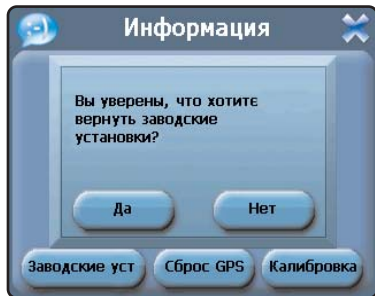 Информация
Вы уверены, что хотите
вернуть заводские
установки?
Да Нет
Заводские уст Сброс GPS Калибровка